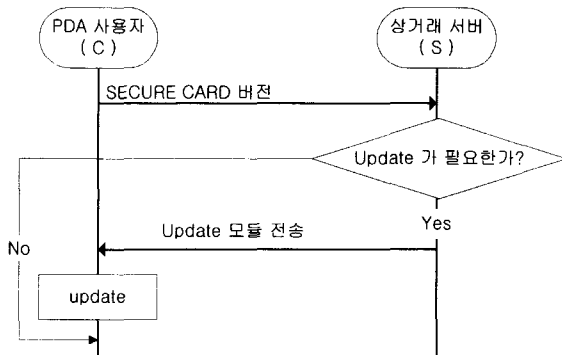 PDA 사용자
( C )
상거래 서버
( S )
SECURE CARD 버전
Update 가 필요한가?
Yes
Update 모듈 전송
No
update